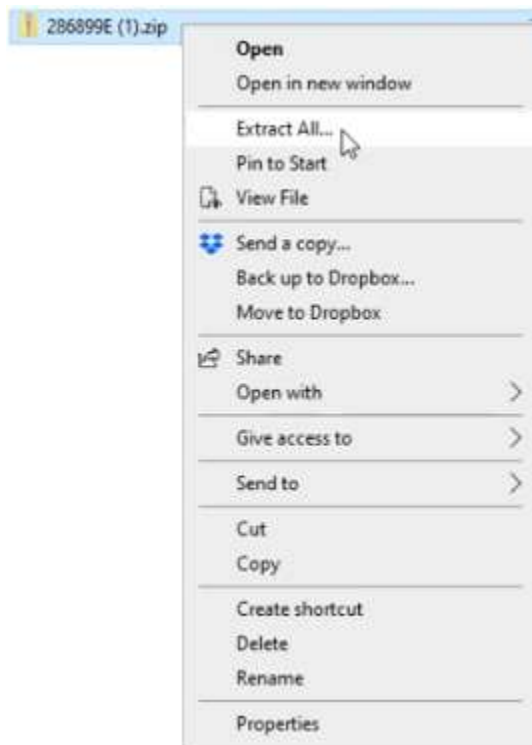 286899E (1).zip
Open
Open in new window
Extract All...
Pin to Start
View File
Send a copy...
Back up to Dropbox...
Move to Dropbox
Share
Open with
Give access to
Send to
Cut
Copy
Create shortcut
Delete
Rename
Properties